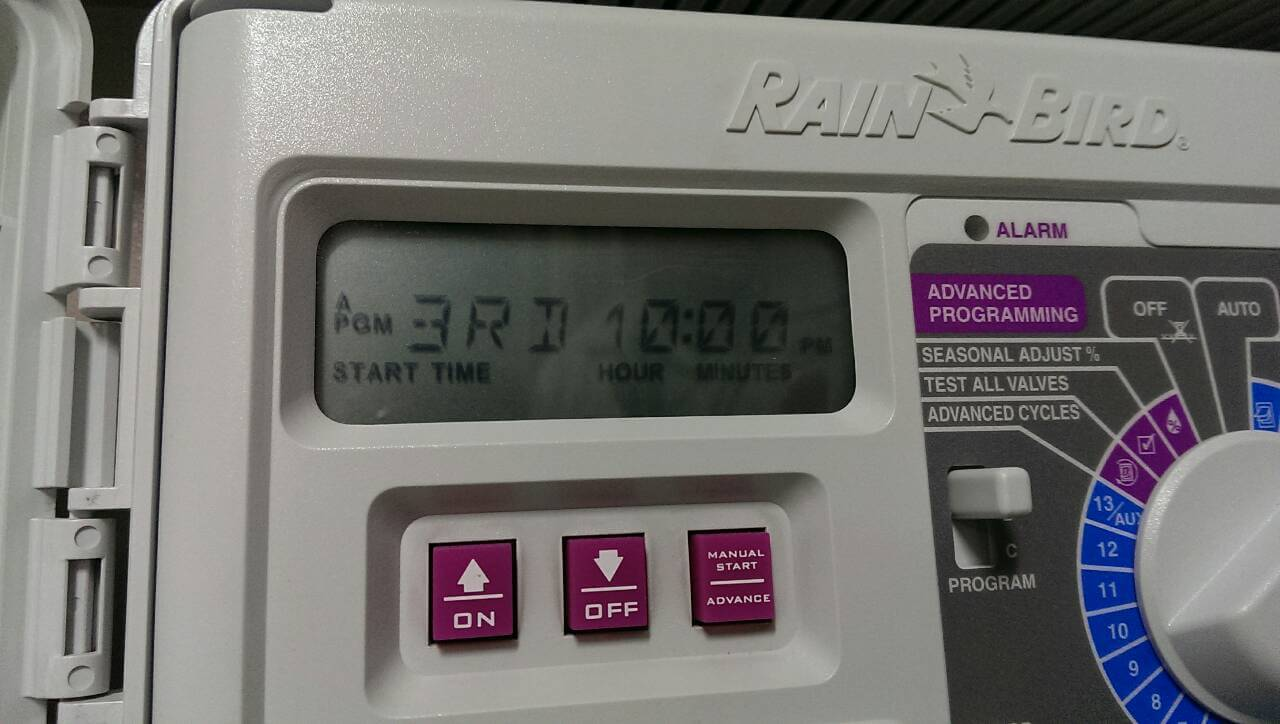 RAIN BIRD®
A
PGM 3RD 10:00 PM
START TIME HOUR MINUTES
ON
OFF
MANUAL
START
ADVANCE
ALARM
ADVANCED
PROGRAMMING
OFF
AUTO
SEASONAL ADJUST %
TEST ALL VALVES
ADVANCED CYCLES
13/AUX
12
11
10
9
8
C
PROGRAM